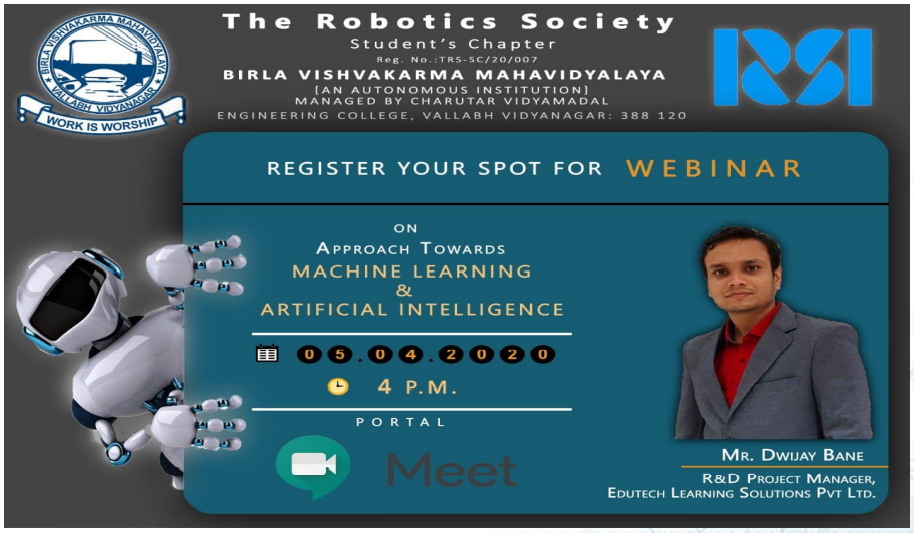 The Robotics Society
Student's Chapter
Reg. No.:TRS-SC/20/007
BIRLA VISHVAKARMA MAHAVIDYALAYA
[AN AUTONOMOUS INSTITUTION]
MANAGED BY CHARUTAR VIDYAMADAL
ENGINEERING COLLEGE, VALLABH VIDYANAGAR: 388 120
BIRLA VISHVAKARMA MAHAVIDYALAYA
VALLABH VIDYANAGAR
WORK IS WORSHIP
RSI
REGISTER YOUR SPOT FOR WEBINAR
ON
APPROACH TOWARDS
MACHINE LEARNING
&
ARTIFICIAL INTELLIGENCE
05.04.2020
4 P.M.
PORTAL
Meet
MR. DWIJAY BANE
R&D PROJECT MANAGER,
EDUTECH LEARNING SOLUTIONS PVT LTD.